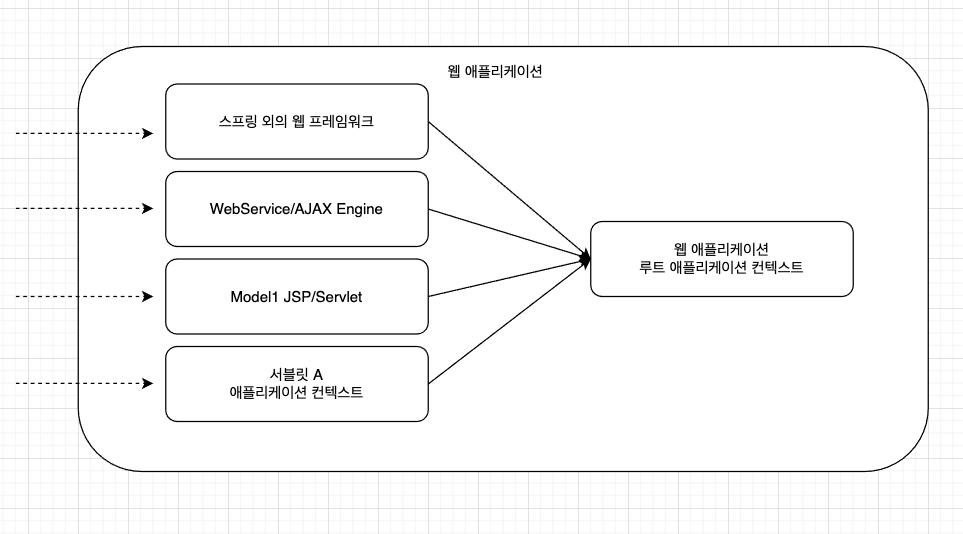 웹 애플리케이션
스프링 외의 웹 프레임워크
WebService/AJAX Engine
Model1 JSP/Servlet
서블릿 A
애플리케이션 컨텍스트
웹 애플리케이션
루트 애플리케이션 컨텍스트